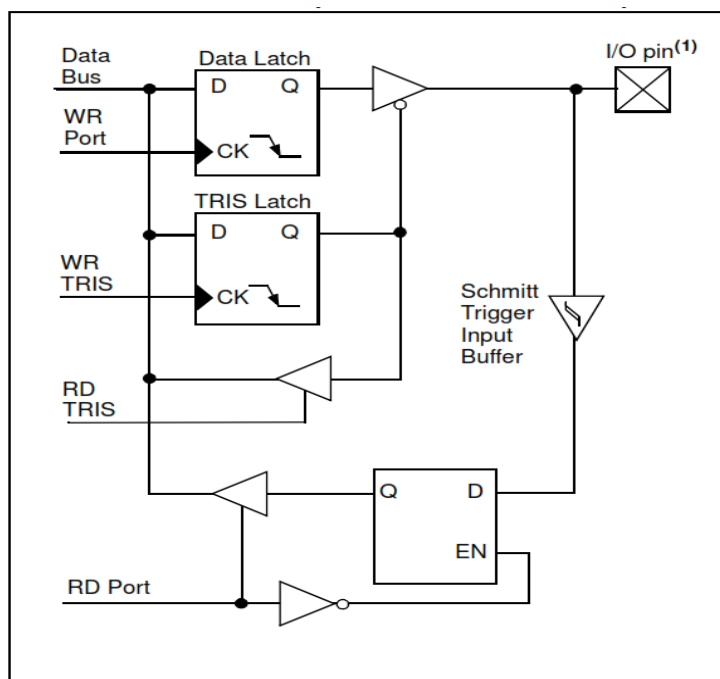 Data
Bus
Data Latch
I/O pin(1)
D
Q
WR
Port
CK
TRIS Latch
D
Q
WR
TRIS
CK
Schmitt
Trigger
Input
Buffer
RD
TRIS
Q
D
EN
RD Port